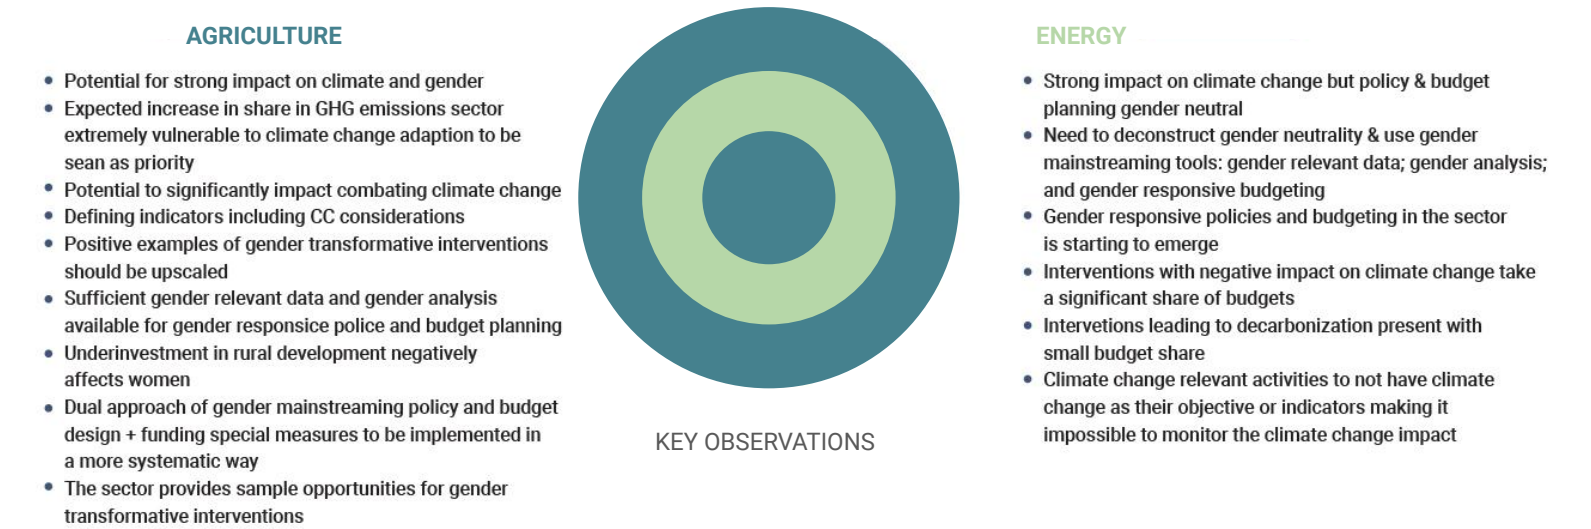 AGRICULTURE
• Potential for strong impact on climate and gender
• Expected increase in share in GHG emissions sector
extremely vulnerable to climate change adaption to be
sean as priority
• Potential to significantly impact combating climate change
• Defining indicators including CC considerations
• Positive examples of gender transformative interventions
should be upscaled
• Sufficient gender relevant data and gender analysis
available for gender responsice police and budget planning
• Underinvestment in rural development negatively
affects women
• Dual approach of gender mainstreaming policy and budget
design + funding special measures to be implemented in
a more systematic way
• The sector provides sample opportunities for gender
transformative interventions
KEY OBSERVATIONS
ENERGY
• Strong impact on climate change but policy & budget
planning gender neutral
• Need to deconstruct gender neutrality & use gender
mainstreaming tools: gender relevant data; gender analysis;
and gender responsive budgeting
• Gender responsive policies and budgeting in the sector
is starting to emerge
• Interventions with negative impact on climate change take
a significant share of budgets
• Intervetions leading to decarbonization present with
small budget share
• Climate change relevant activities to not have climate
change as their objective or indicators making it
impossible to monitor the climate change impact